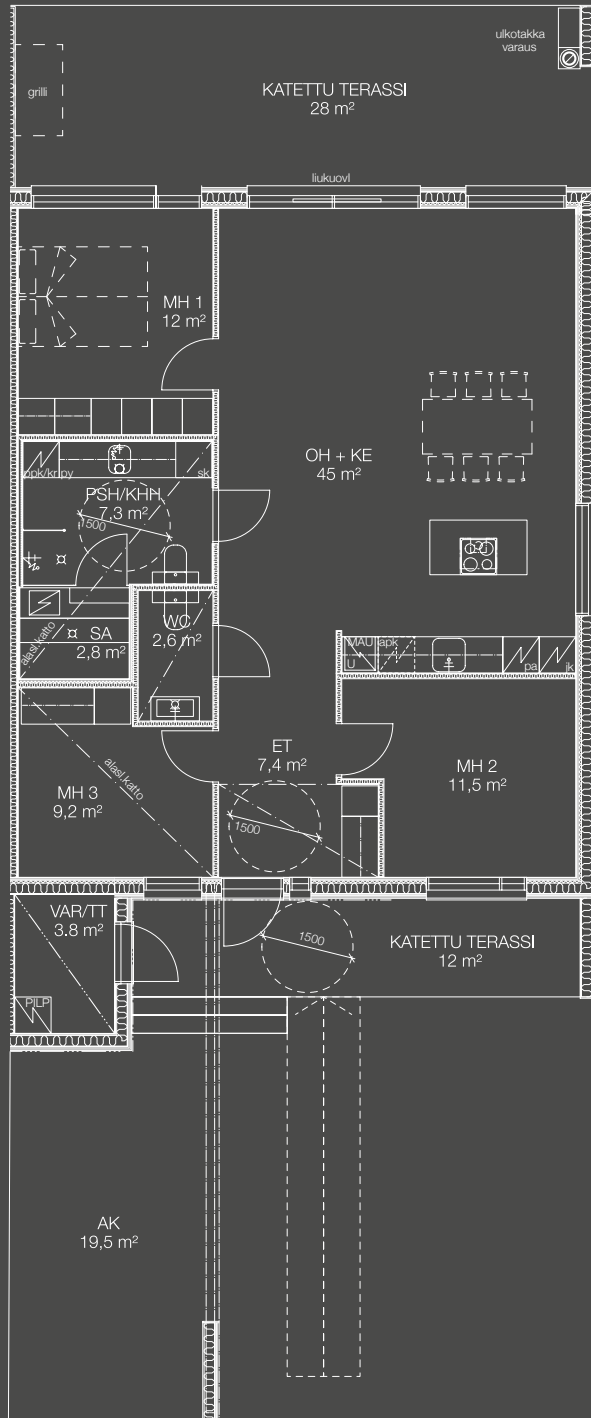 ulkotakka
varaus
grilli
KATETTU TERASSI
28 m²
liukuovl
MH 1
12 m²
OH + KE
45 m²
ppk/kr.
py
sk
PSH/KHH
7,3 m²
1500
WC
2,6 m²
SA
2,8 m²
alasl.katto
MAU
U
apk
pa
jk
ET
7,4 m²
MH 2
11,5 m²
MH 3
9,2 m²
alasl.katto
1500
VAR/TT
3.8 m²
1500
KATETTU TERASSI
12 m²
PILP
AK
19,5 m²